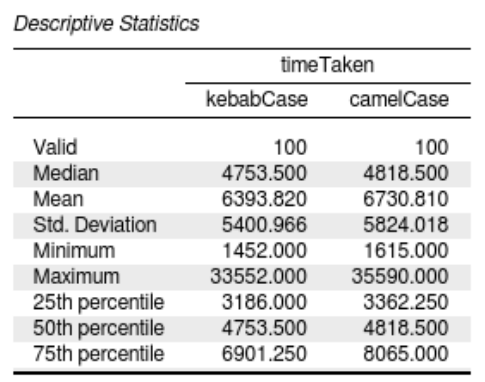 Descriptive Statistics
timeTaken
kebabCase camelCase
Valid 100 100
Median 4753.500 4818.500
Mean 6393.820 6730.810
Std. Deviation 5400.966 5824.018
Minimum 1452.000 1615.000
Maximum 33552.000 35590.000
25th percentile 3186.000 3362.250
50th percentile 4753.500 4818.500
75th percentile 6901.250 8065.000